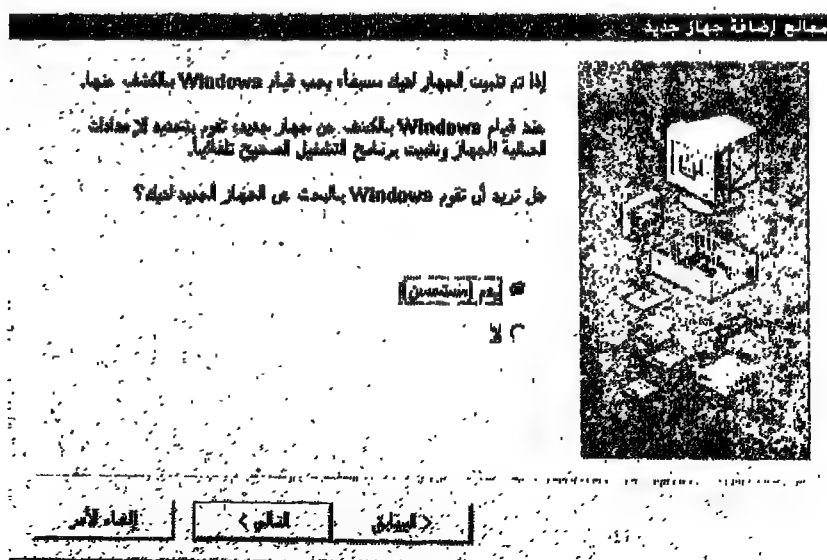 معالج إضافة جهاز جديد
إذا تم تثبيت الجهاز لديك مسبقاً، يجب قيام Windows بالكشف عنها.
عند قيام Windows بالكشف عن جهاز جديد، تقوم بتحديد الإعدادات
الحالية للجهاز وتثبيت برنامج التشغيل الصحيح تلقائياً.
هل تريد أن تقوم Windows بالبحث عن الجهاز الجديد لديك؟
نعم [مستحسن]
لا
< السابق
التالي >
إلغاء الأمر